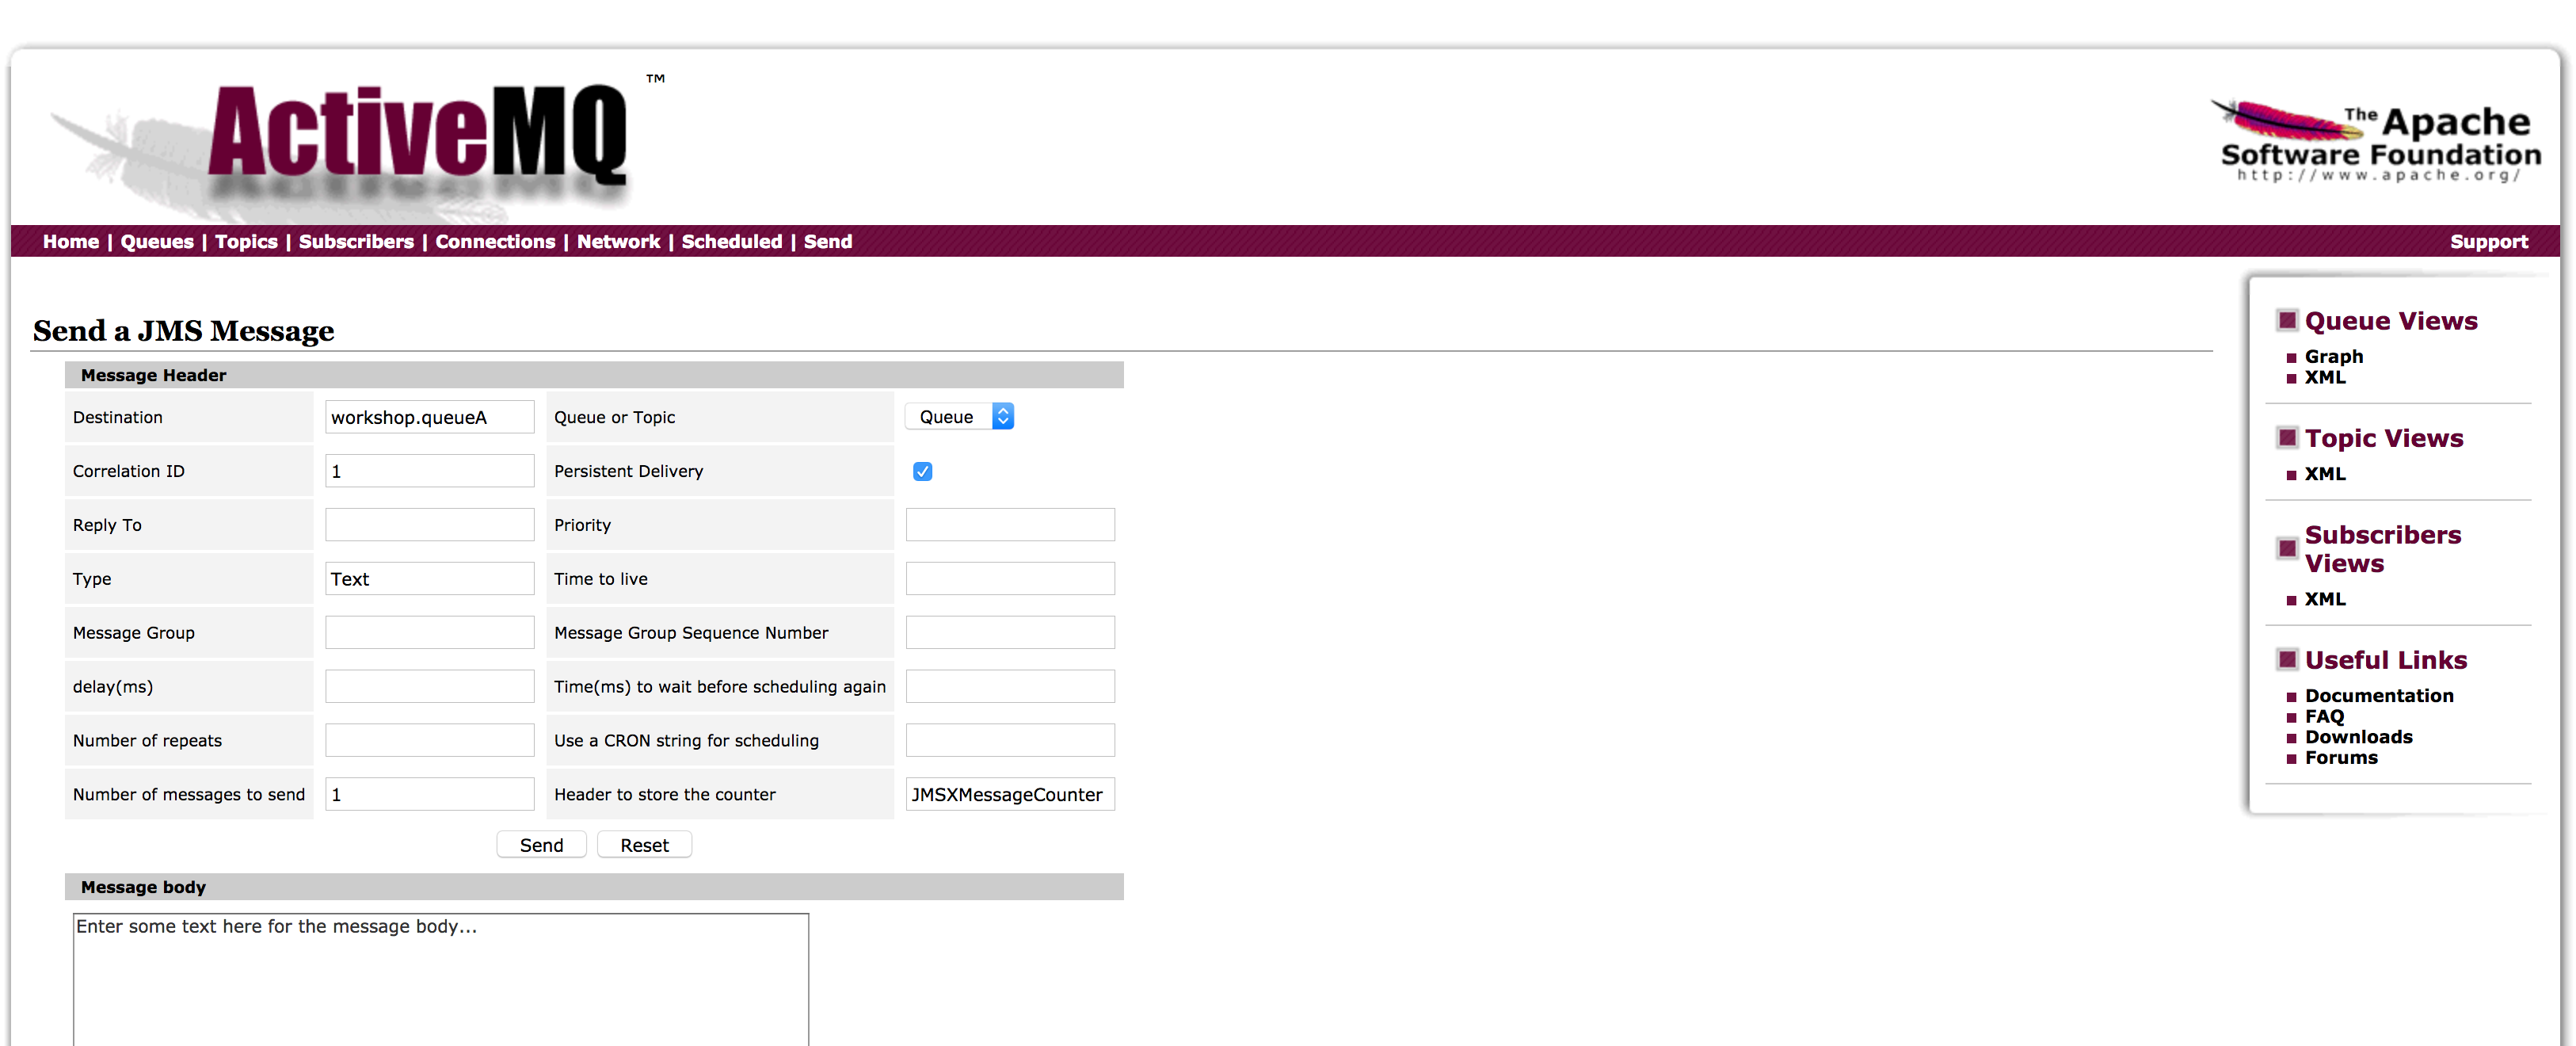 ActiveMQ ™
The Apache
Software Foundation
http://www.apache.org/
Home | Queues | Topics | Subscribers | Connections | Network | Scheduled | Send
Support
Send a JMS Message
Message Header
Destination workshop.queueA Queue or Topic Queue
Correlation ID 1 Persistent Delivery
Reply To Priority
Type Text Time to live
Message Group Message Group Sequence Number
delay(ms) Time(ms) to wait before scheduling again
Number of repeats Use a CRON string for scheduling
Number of messages to send 1 Header to store the counter JMSXMessageCounter
Send Reset
Message body
Enter some text here for the message body...
Queue Views
Graph
XML
Topic Views
XML
Subscribers
Views
XML
Useful Links
Documentation
FAQ
Downloads
Forums